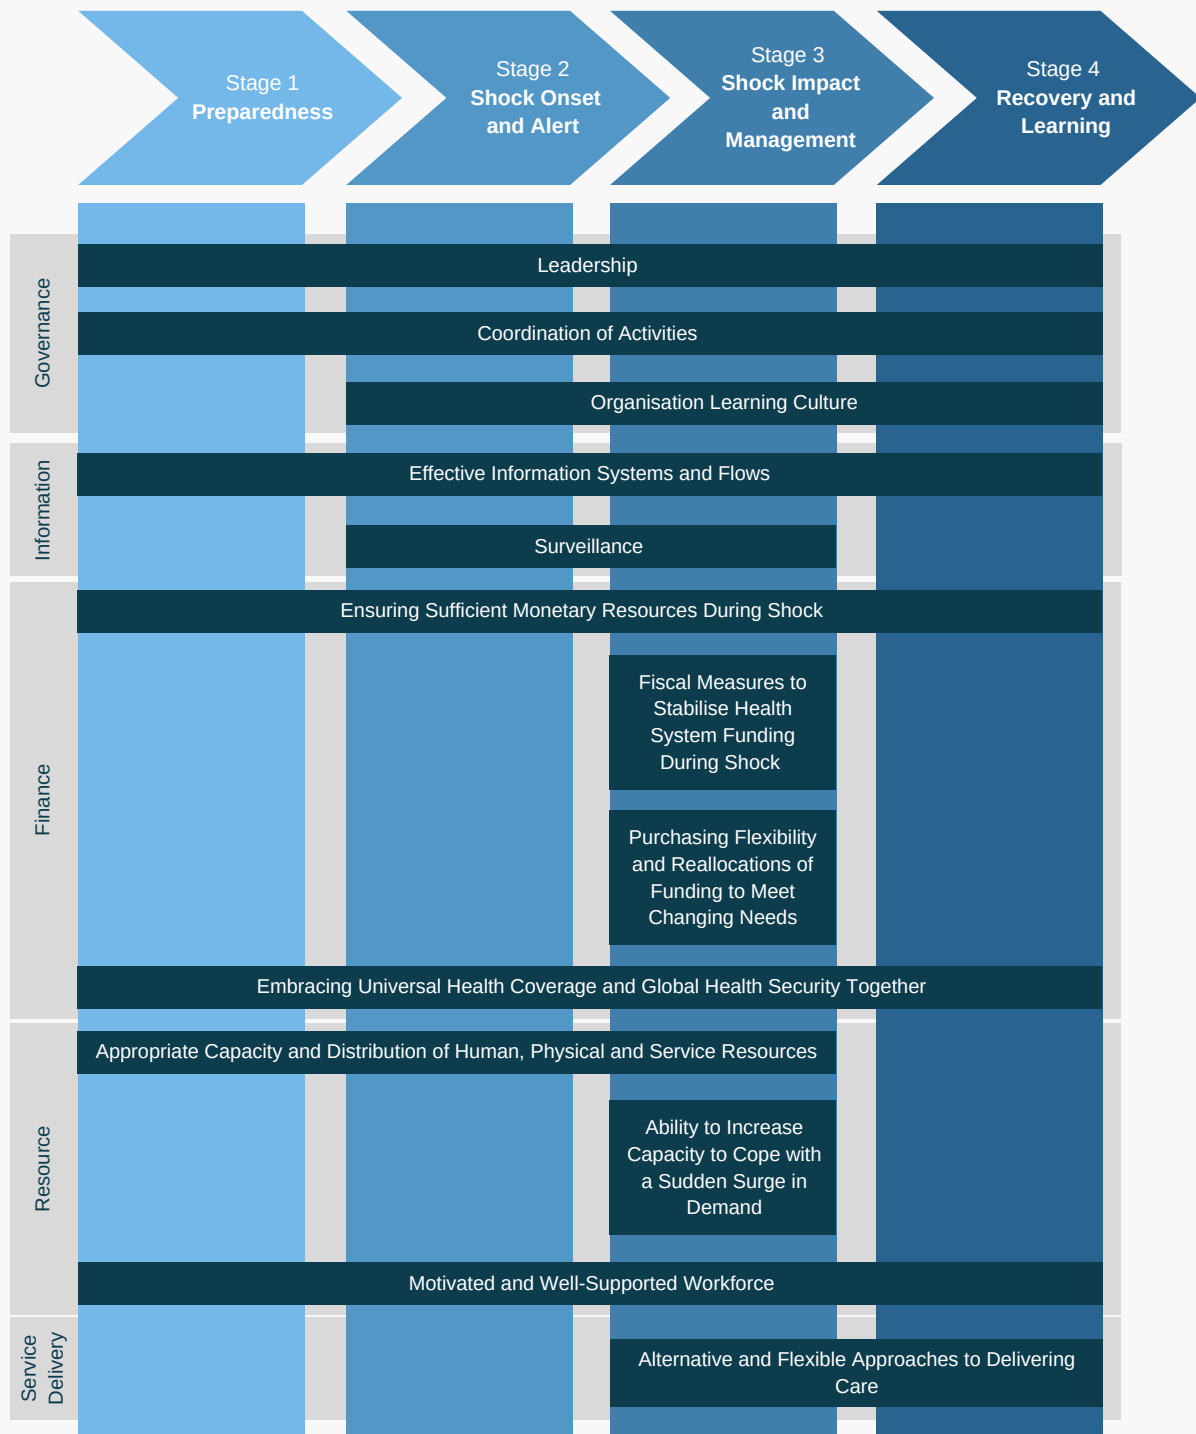 Stage 1
Preparedness
Stage 2
Shock Onset
and Alert
Stage 3
Shock Impact
and
Management
Stage 4
Recovery and
Learning
Governance
Leadership
Coordination of Activities
Organisation Learning Culture
Information
Effective Information Systems and Flows
Surveillance
Finance
Ensuring Sufficient Monetary Resources During Shock
Fiscal Measures to
Stabilise Health
System Funding
During Shock
Purchasing Flexibility
and Reallocations of
Funding to Meet
Changing Needs
Embracing Universal Health Coverage and Global Health Security Together
Resource
Appropriate Capacity and Distribution of Human, Physical and Service Resources
Ability to Increase
Capacity to Cope with
a Sudden Surge in
Demand
Motivated and Well-Supported Workforce
Service
Delivery
Alternative and Flexible Approaches to Delivering
Care